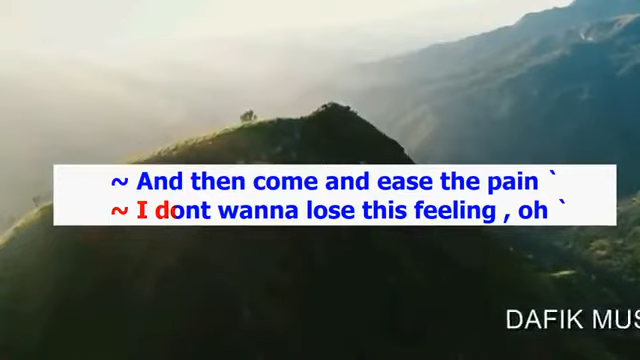 ~ And then come and ease the pain `
~ I dont wanna lose this feeling , oh `
DAFIK MUS